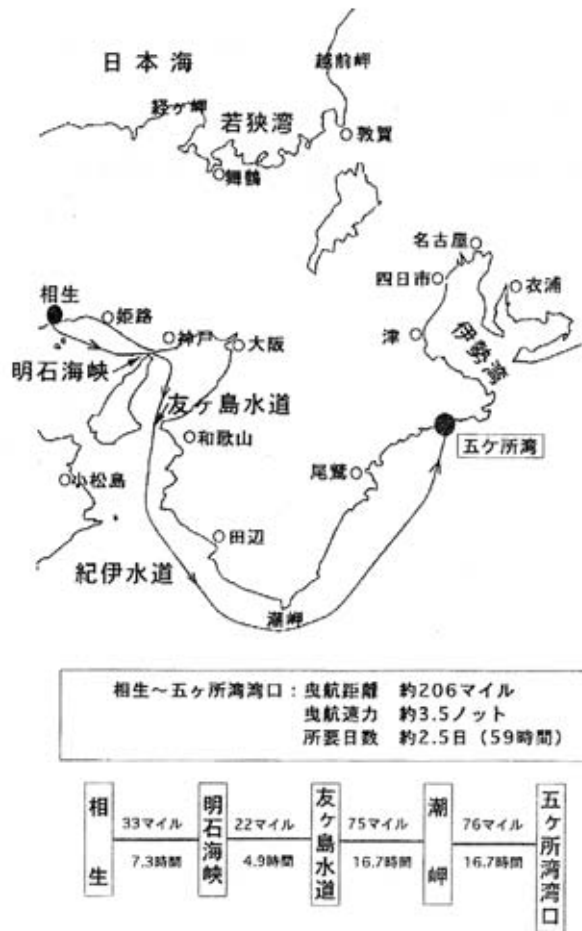 日本海
越前岬
経ヶ岬
若狭湾
敦賀
舞鶴
名古屋
四日市
衣浦
相生
姫路
神戸
大阪
津
伊勢湾
明石海峡
友ヶ島水道
和歌山
五ケ所湾
尾鷲
小松島
田辺
紀伊水道
潮岬
相生～五ヶ所湾湾口：曳航距離 約206マイル
曳航速力 約3.5ノット
所要日数 約2.5日（59時間）
相生
33マイル
7.3時間
明石海峡
22マイル
4.9時間
友ヶ島水道
75マイル
16.7時間
潮岬
76マイル
16.7時間
五ケ所湾湾口